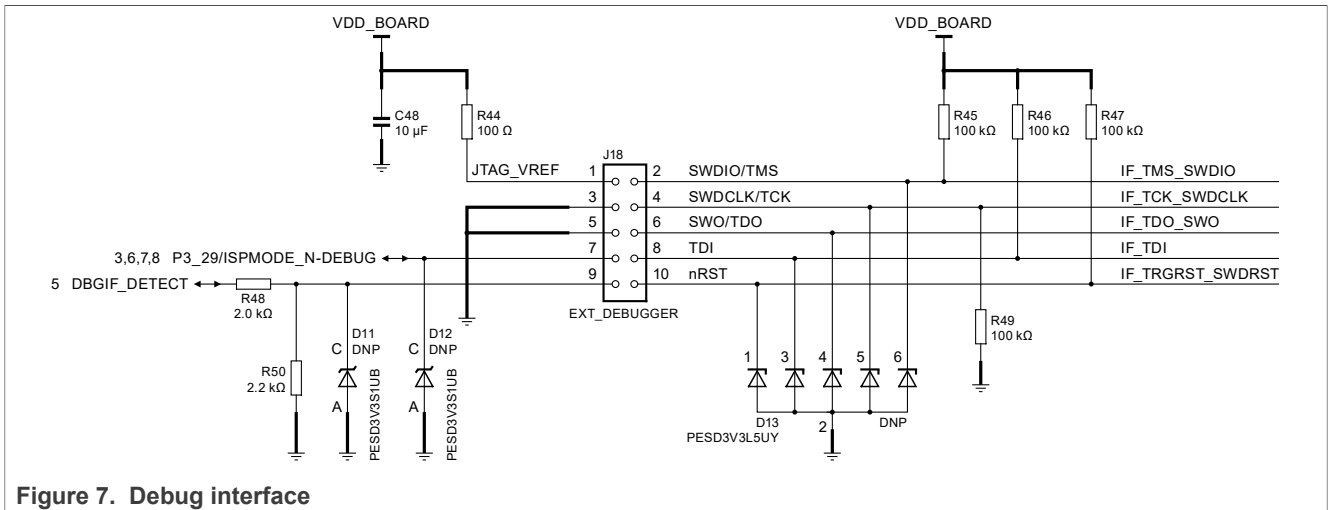 VDD_BOARD
VDD_BOARD
C48
10 µF
R44
100 Ω
R45
100 kΩ
R46
100 kΩ
R47
100 kΩ
J18
JTAG_VREF 1 2 SWDIO/TMS IF_TMS_SWDIO
3 4 SWDCLK/TCK IF_TCK_SWDCLK
5 6 SWO/TDO IF_TDO_SWO
3,6,7,8 P3_29/ISPMODE_N-DEBUG 7 8 TDI IF_TDI
5 DBGIF_DETECT 9 10 nRST IF_TRGRST_SWDRST
R48
2.0 kΩ
EXT_DEBUGGER
R50
2.2 kΩ
C
D11
DNP
A
PESD3V3S1UB
C
D12
DNP
A
PESD3V3S1UB
1 3 4 5 6
D13
PESD3V3L5UY
2
DNP
R49
100 kΩ
Figure 7. Debug interface